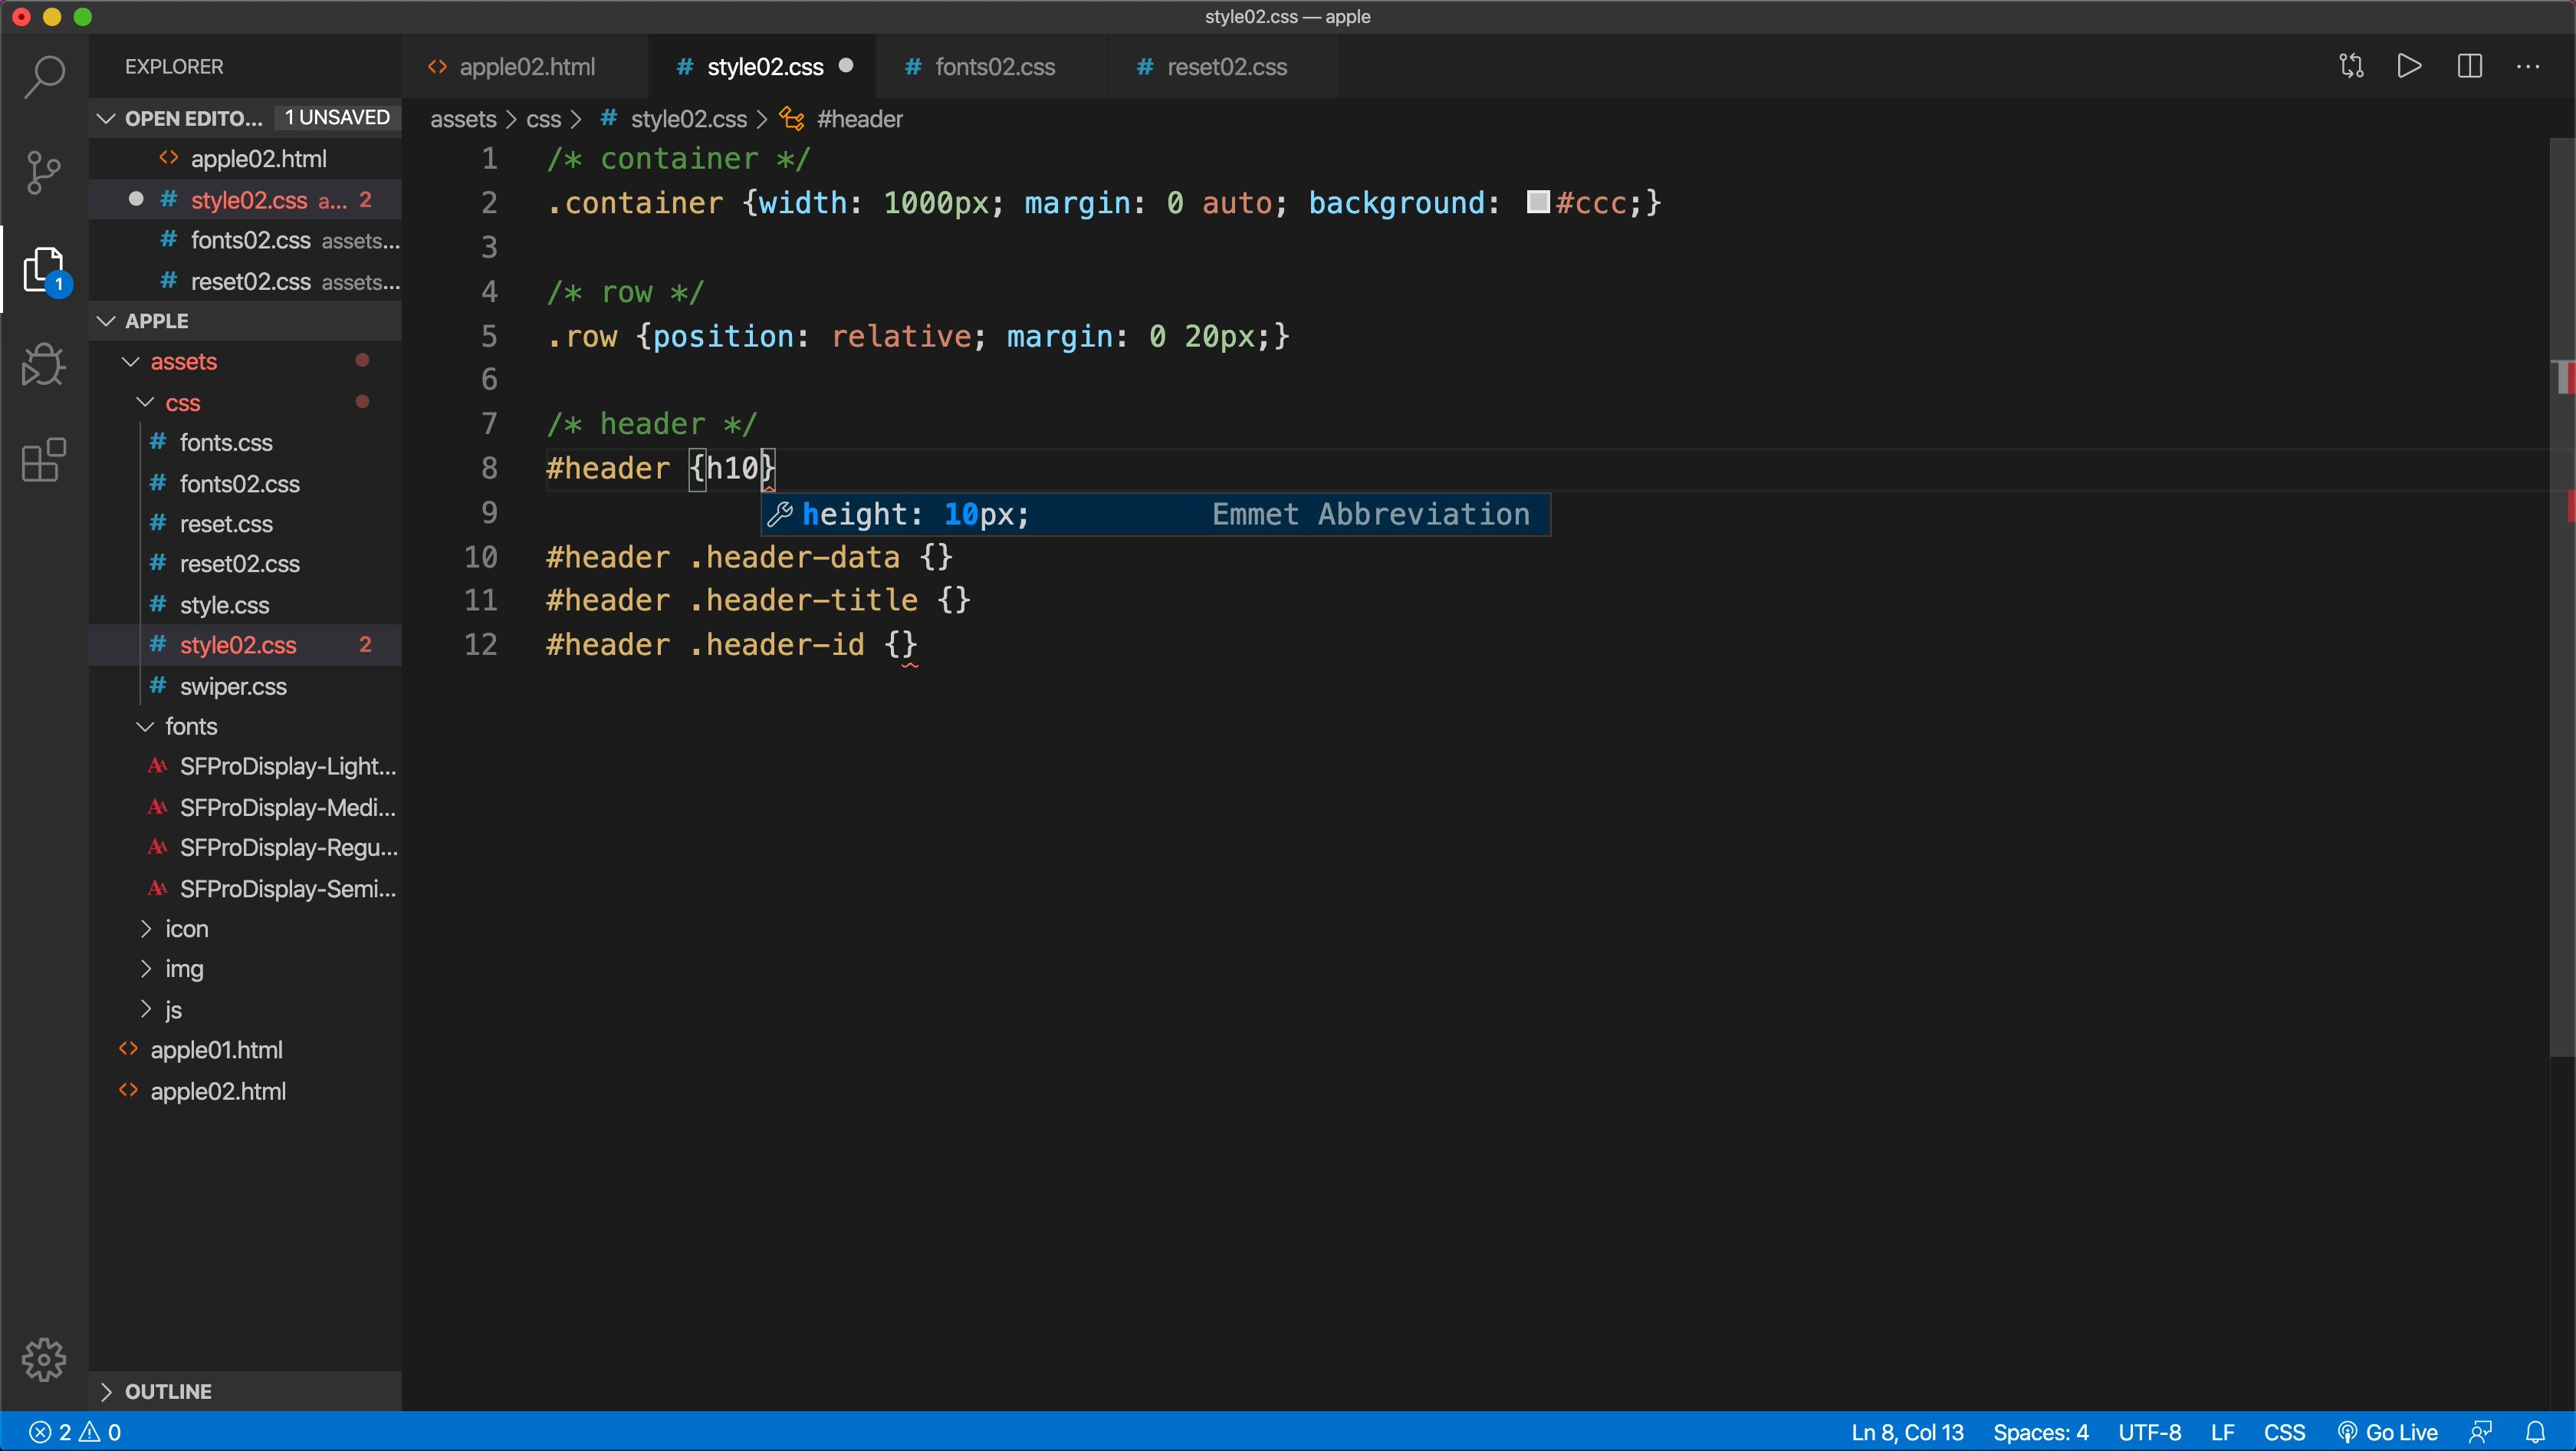 style02.css — apple
EXPLORER
OPEN EDITO... 1 UNSAVED
apple02.html
style02.css a... 2
fonts02.css assets...
reset02.css assets...
1
APPLE
assets
css
fonts.css
fonts02.css
reset.css
reset02.css
style.css
style02.css 2
swiper.css
fonts
SFProDisplay-Light...
SFProDisplay-Medi...
SFProDisplay-Regu...
SFProDisplay-Semi...
icon
img
js
apple01.html
apple02.html
OUTLINE
apple02.html # style02.css # fonts02.css # reset02.css
assets > css > # style02.css > #header
1 /* container */
2 .container {width: 1000px; margin: 0 auto; background: #ccc;}
3
4 /* row */
5 .row {position: relative; margin: 0 20px;}
6
7 /* header */
8 #header {h10}
height: 10px; Emmet Abbreviation
9
10 #header .header-data {}
11 #header .header-title {}
12 #header .header-id {}
2 0
Ln 8, Col 13 Spaces: 4 UTF-8 LF CSS Go Live